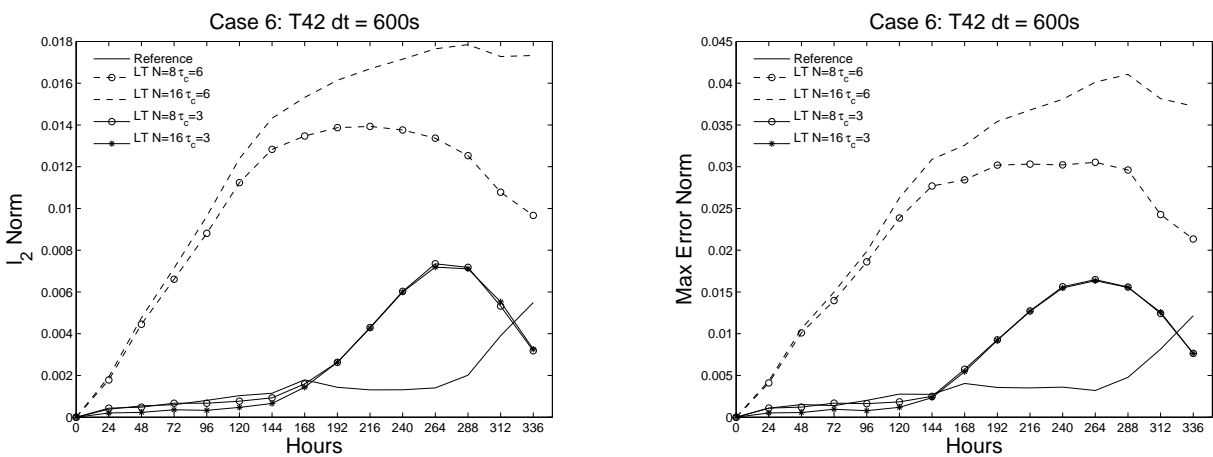 Case 6: T42 dt = 600s
0.018
0.016
0.014
0.012
0.01
0.008
0.006
0.004
0.002
0
l2 Norm
Reference
LT N=8 τc=6
LT N=16 τc=6
LT N=8 τc=3
LT N=16 τc=3
0 24 48 72 96 120 144 168 192 216 240 264 288 312 336
Hours
Case 6: T42 dt = 600s
0.045
0.04
0.035
0.03
0.025
0.02
0.015
0.01
0.005
0
Max Error Norm
Reference
LT N=8 τc=6
LT N=16 τc=6
LT N=8 τc=3
LT N=16 τc=3
0 24 48 72 96 120 144 168 192 216 240 264 288 312 336
Hours